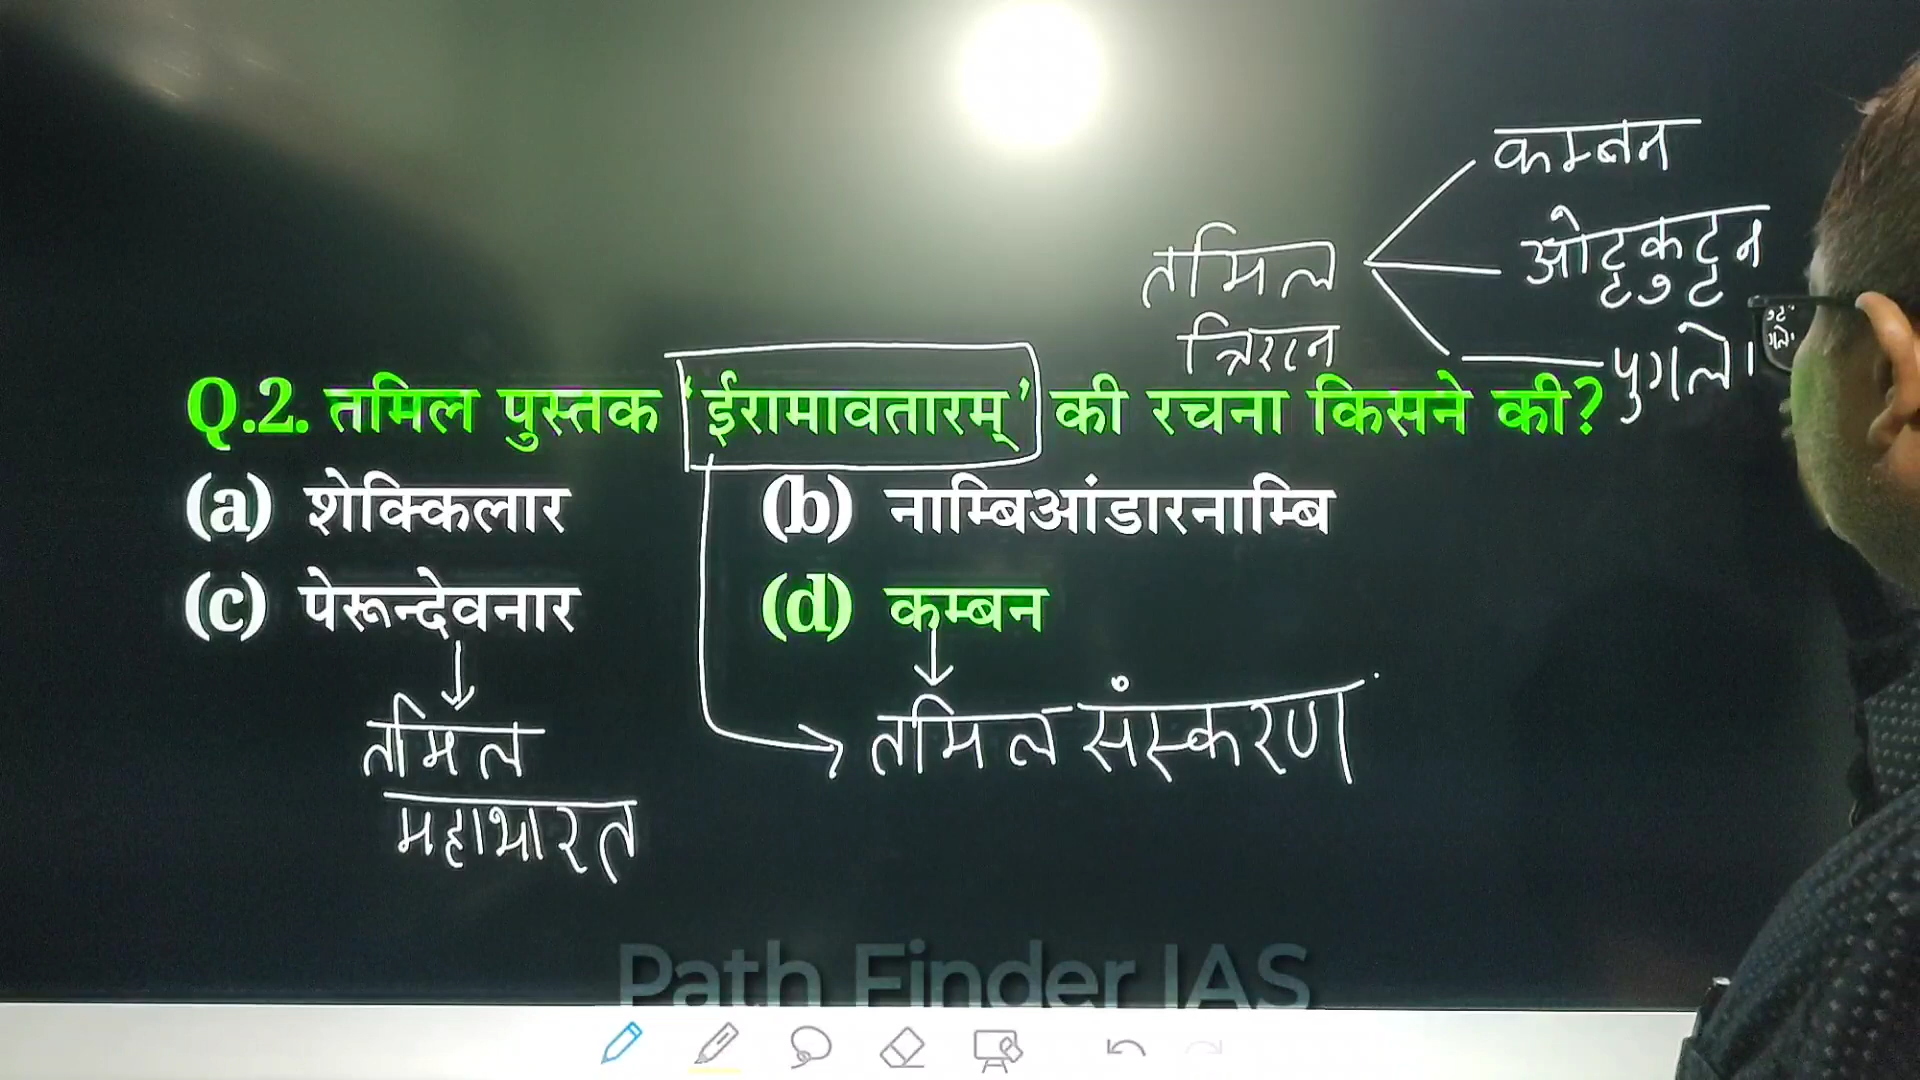 कम्बन
ओट्टकुट्टन
तमिल
त्रिरत्न
पुगले
Q.2. तमिल पुस्तक 'ईरामावतारम्' की रचना किसने की?
(a) शेक्किलार (b) नाम्बिआंडारनाम्बि
(c) पेरून्देवनार (d) कम्बन
तमिल संस्करण
तमिल
महाभारत
Path Finder IAS